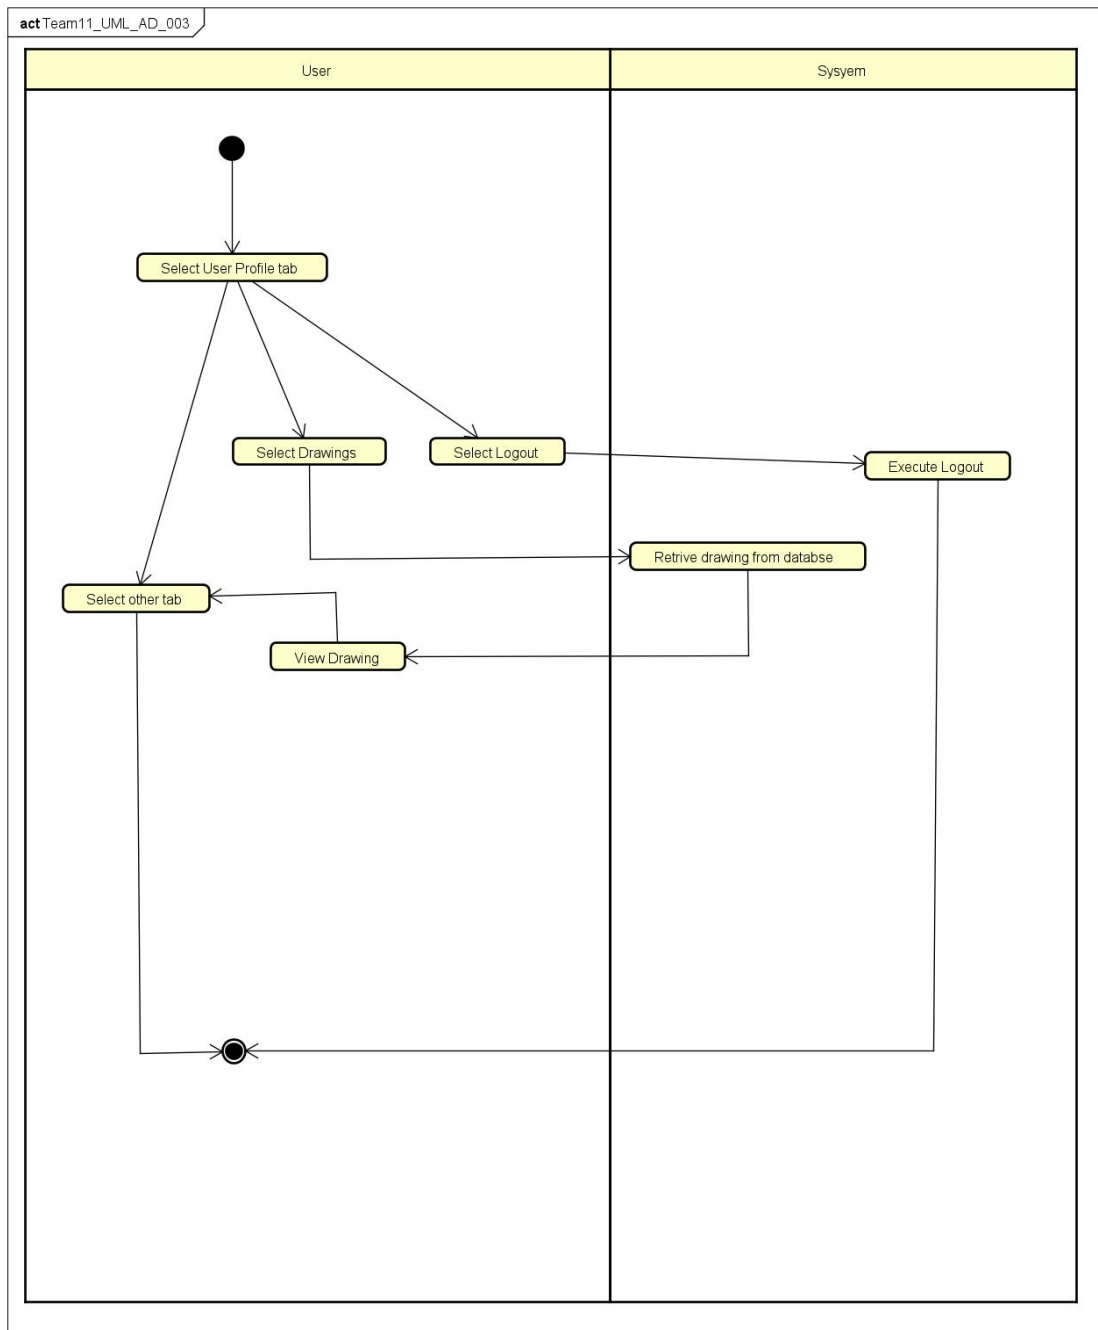 act Team11_UML_AD_003
User
Sysyem
Select User Profile tab
Select Drawings
Select Logout
Execute Logout
Retrive drawing from databse
Select other tab
View Drawing